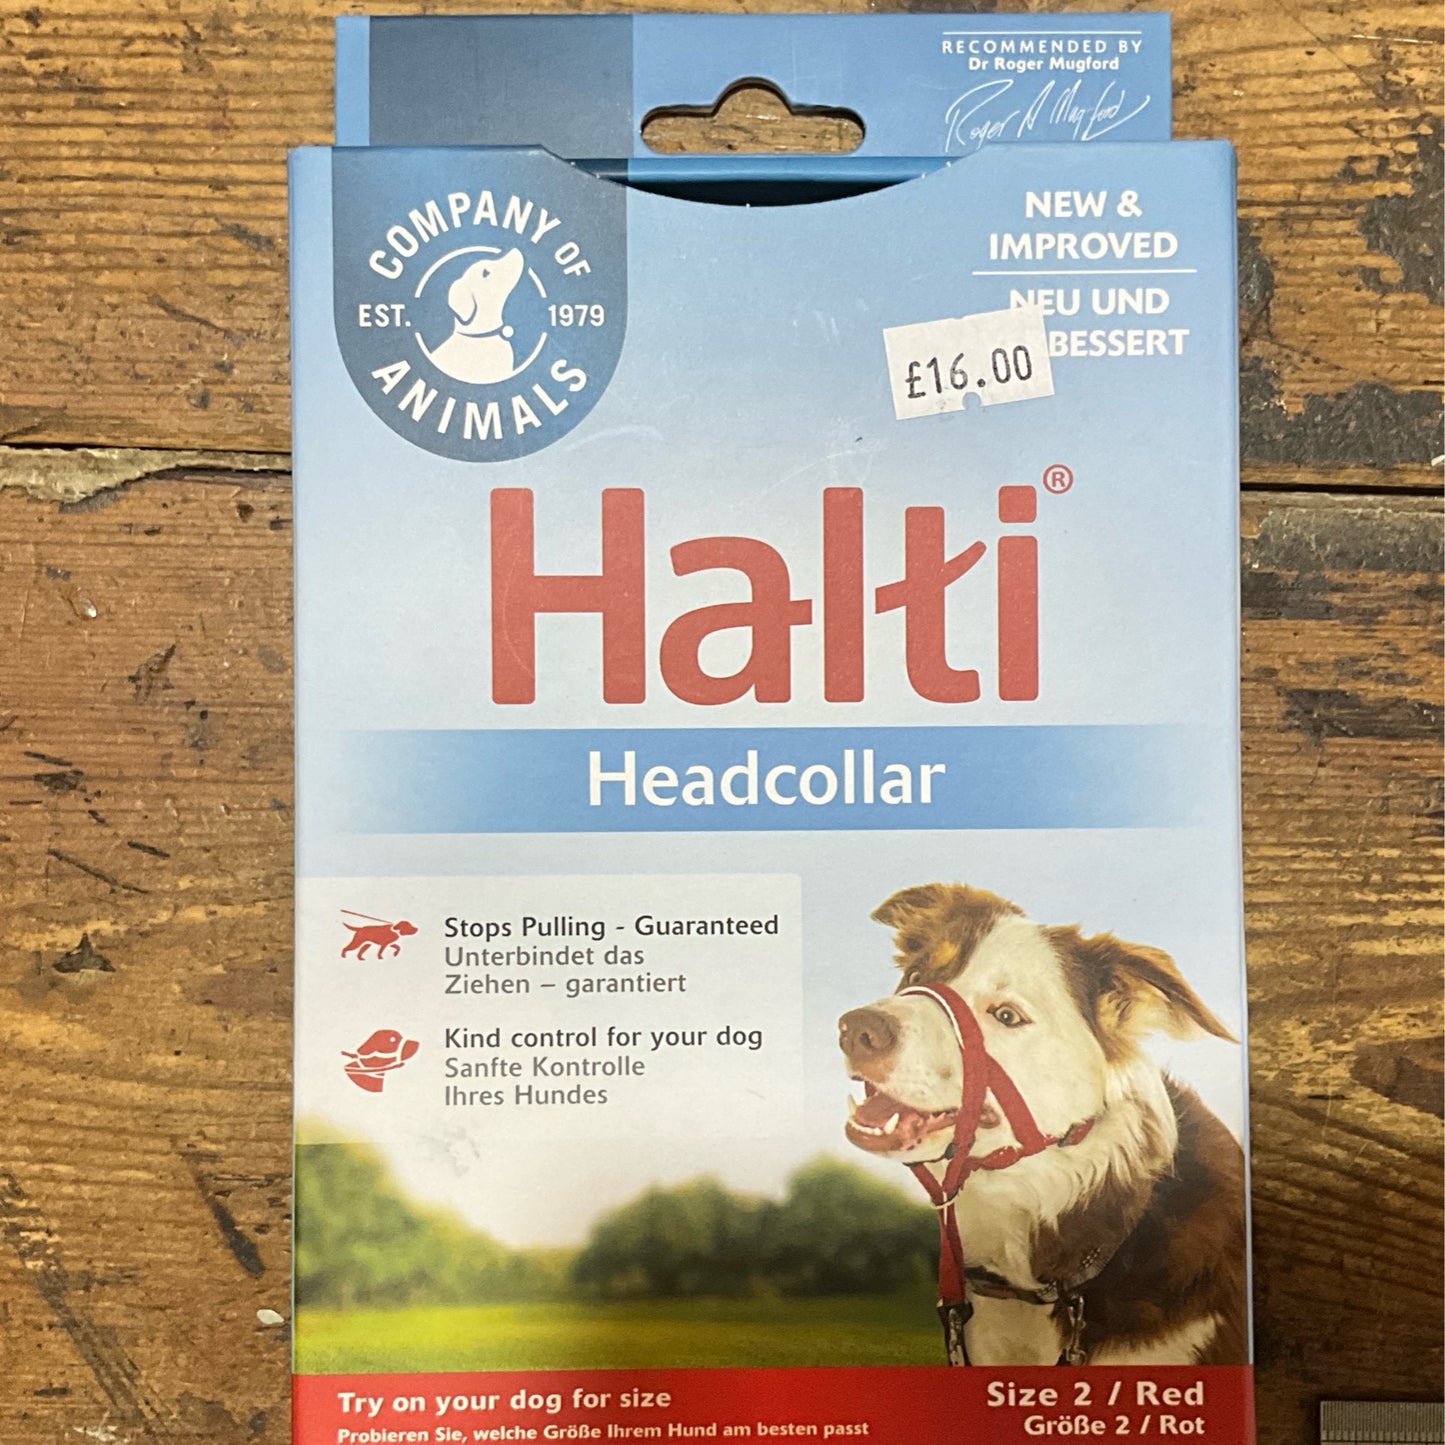 RECOMMENDED BY
Dr Roger Mugford
Roger A Mugford
COMPANY OF
EST. 1979
ANIMALS
NEW &
IMPROVED
NEU UND
BESSERT
£16.00
Halti®
Headcollar
Stops Pulling - Guaranteed
Unterbindet das
Ziehen – garantiert
Kind control for your dog
Sanfte Kontrolle
Ihres Hundes
Try on your dog for size
Probieren Sie, welche Größe Ihrem Hund am besten passt
Size 2 / Red
Größe 2 / Rot